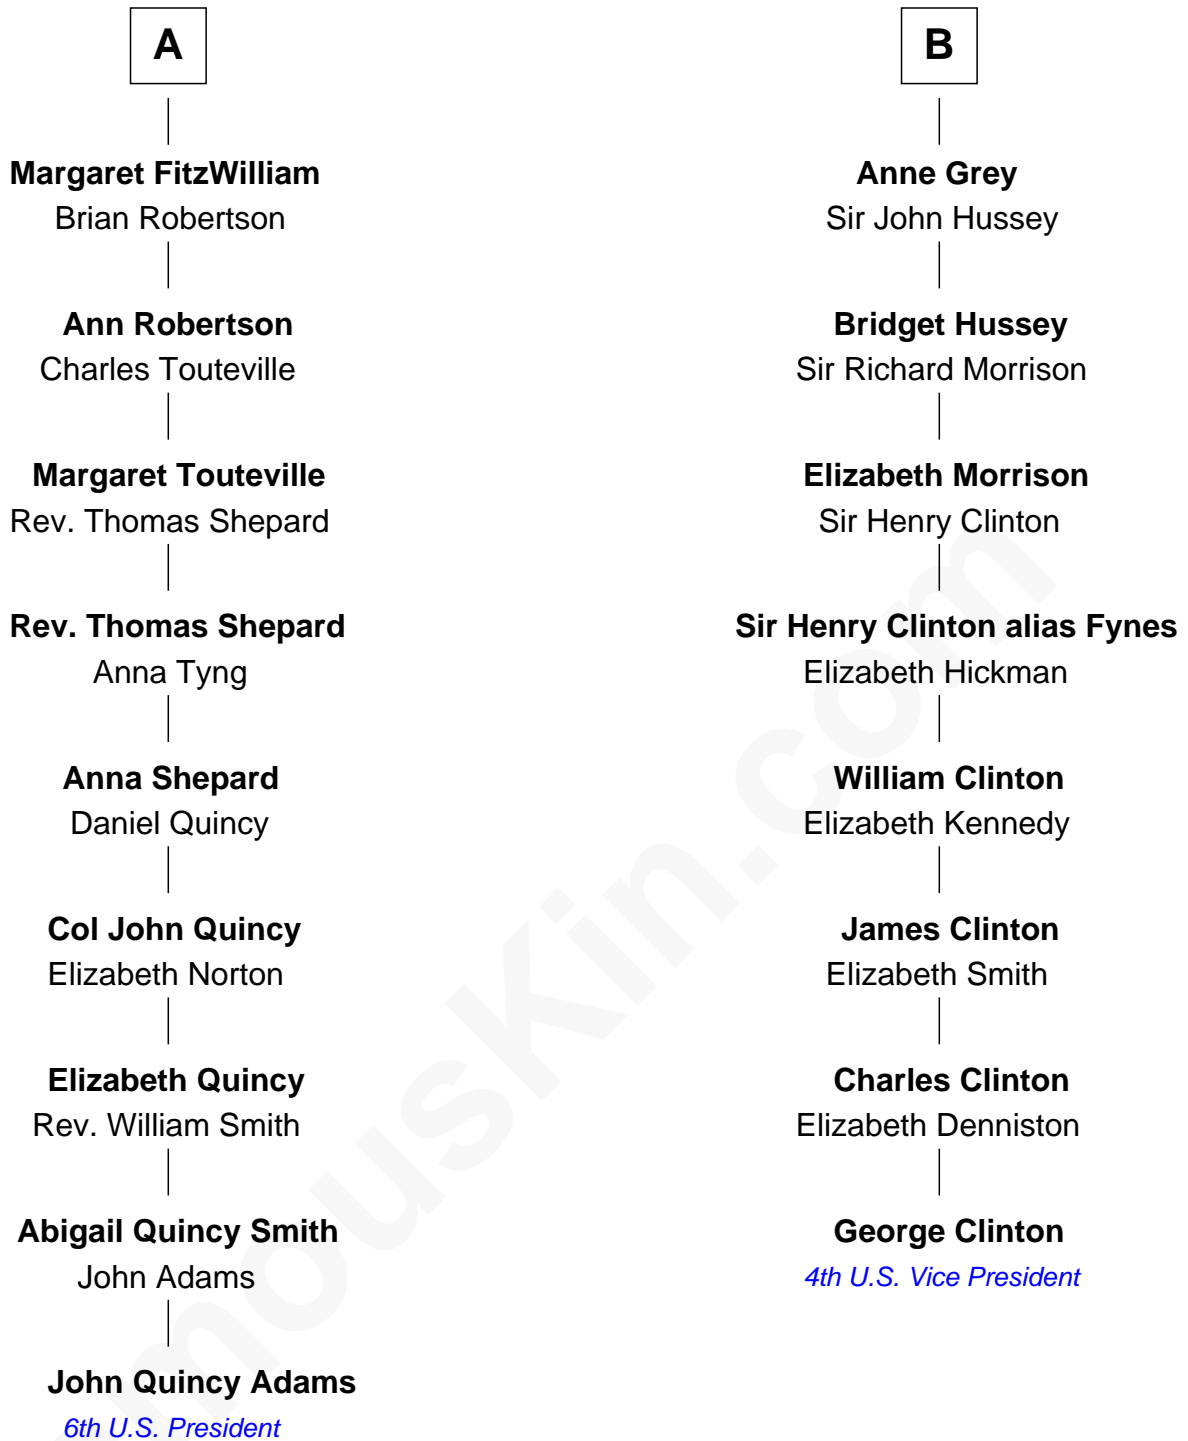 A
Margaret FitzWilliam
Brian Robertson
Ann Robertson
Charles Touteville
Margaret Touteville
Rev. Thomas Shepard
Rev. Thomas Shepard
Anna Tyng
Anna Shepard
Daniel Quincy
Col John Quincy
Elizabeth Norton
Elizabeth Quincy
Rev. William Smith
Abigail Quincy Smith
John Adams
John Quincy Adams
6th U.S. President
B
Anne Grey
Sir John Hussey
Bridget Hussey
Sir Richard Morrison
Elizabeth Morrison
Sir Henry Clinton
Sir Henry Clinton alias Fynes
Elizabeth Hickman
William Clinton
Elizabeth Kennedy
James Clinton
Elizabeth Smith
Charles Clinton
Elizabeth Denniston
George Clinton
4th U.S. Vice President
mousKin.com